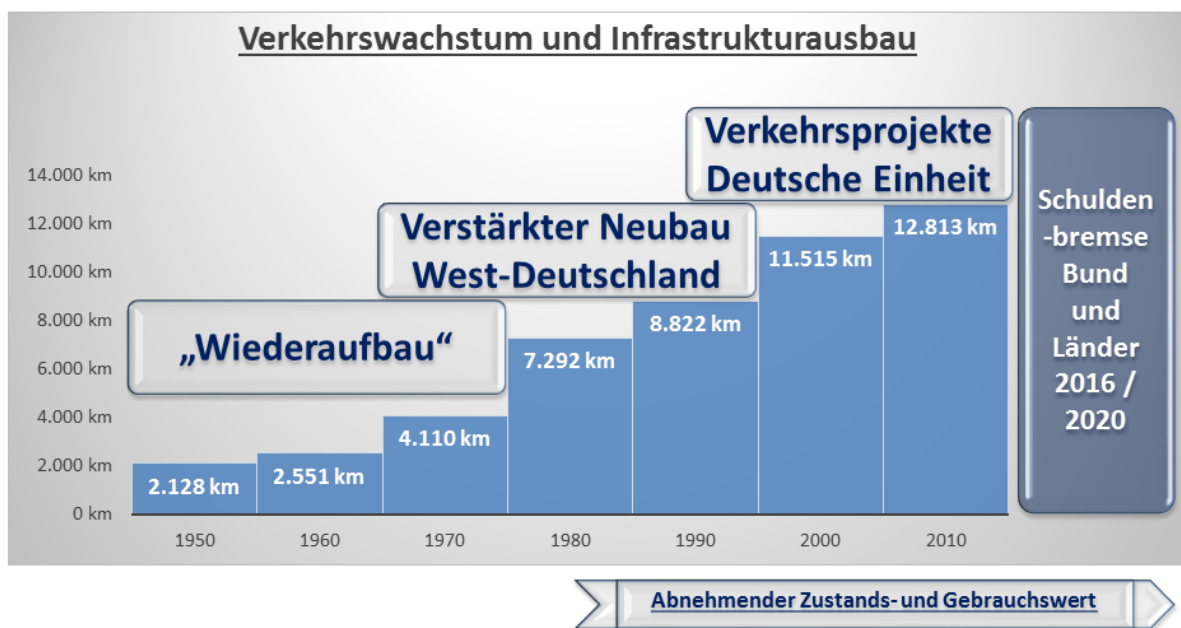 Verkehrswachstum und Infrastrukturausbau
Verkehrsprojekte
Deutsche Einheit
Verstärkter Neubau
West-Deutschland
„Wiederaufbau“
14.000 km
12.000 km
10.000 km
8.000 km
6.000 km
4.000 km
2.000 km
0 km
2.128 km
2.551 km
4.110 km
7.292 km
8.822 km
11.515 km
12.813 km
1950
1960
1970
1980
1990
2000
2010
Schulden
-bremse
Bund
und
Länder
2016 /
2020
Abnehmender Zustands- und Gebrauchswert